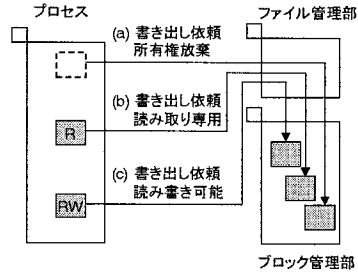 プロセス
ファイル管理部
(a) 書き出し依頼
所有権放棄
(b) 書き出し依頼
読み取り専用
R
(c) 書き出し依頼
読み書き可能
RW
ブロック管理部